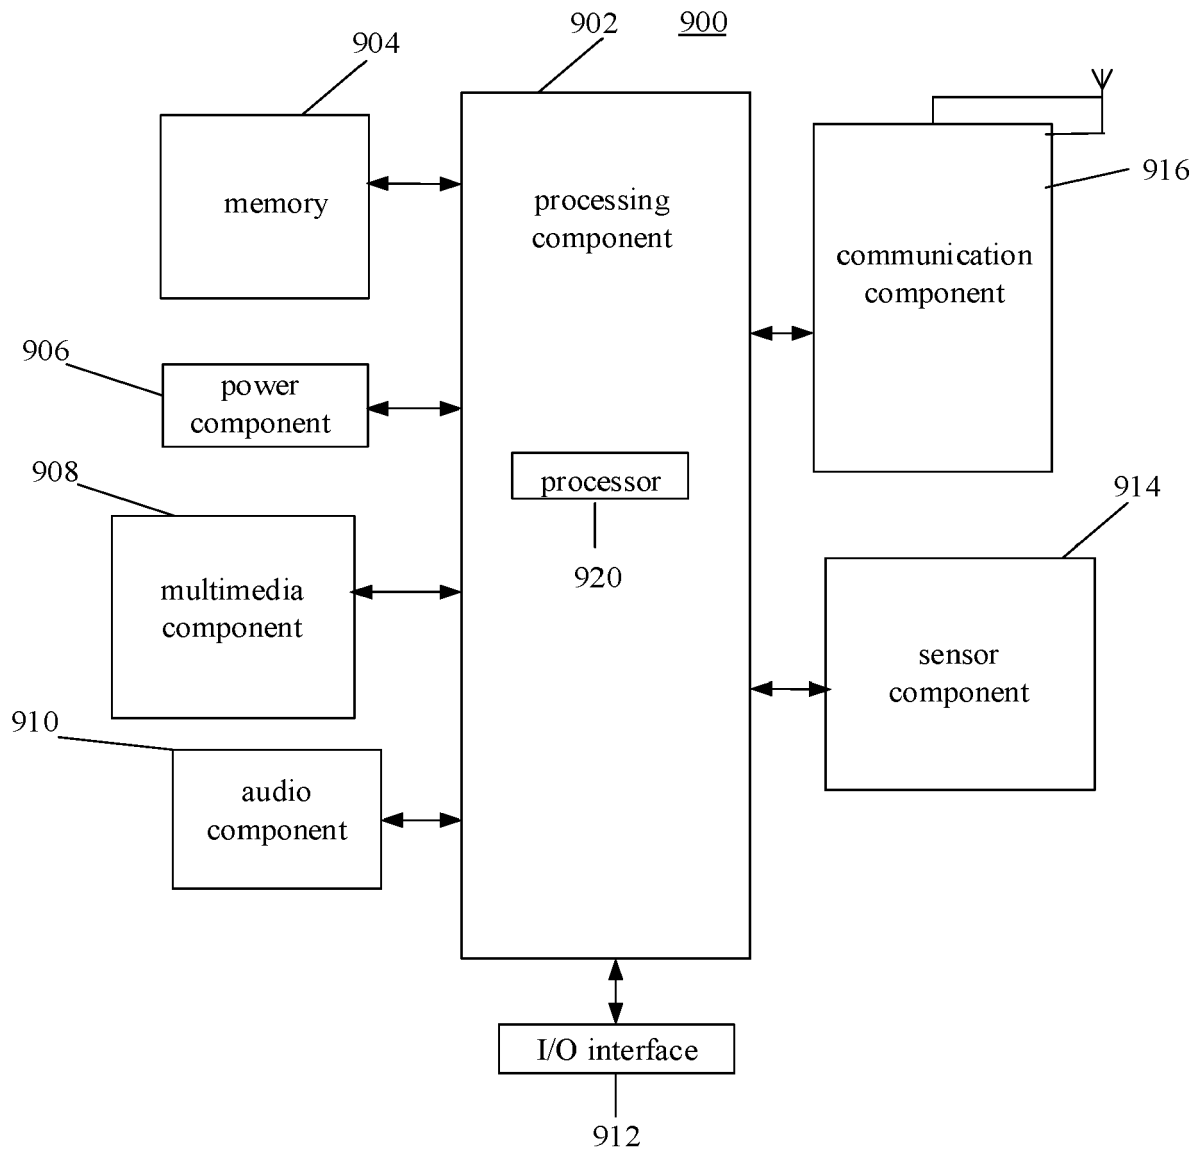 902
900
904
916
memory
processing
component
communication
component
906
power
component
908
processor
914
920
multimedia
component
sensor
component
910
audio
component
I/O interface
912